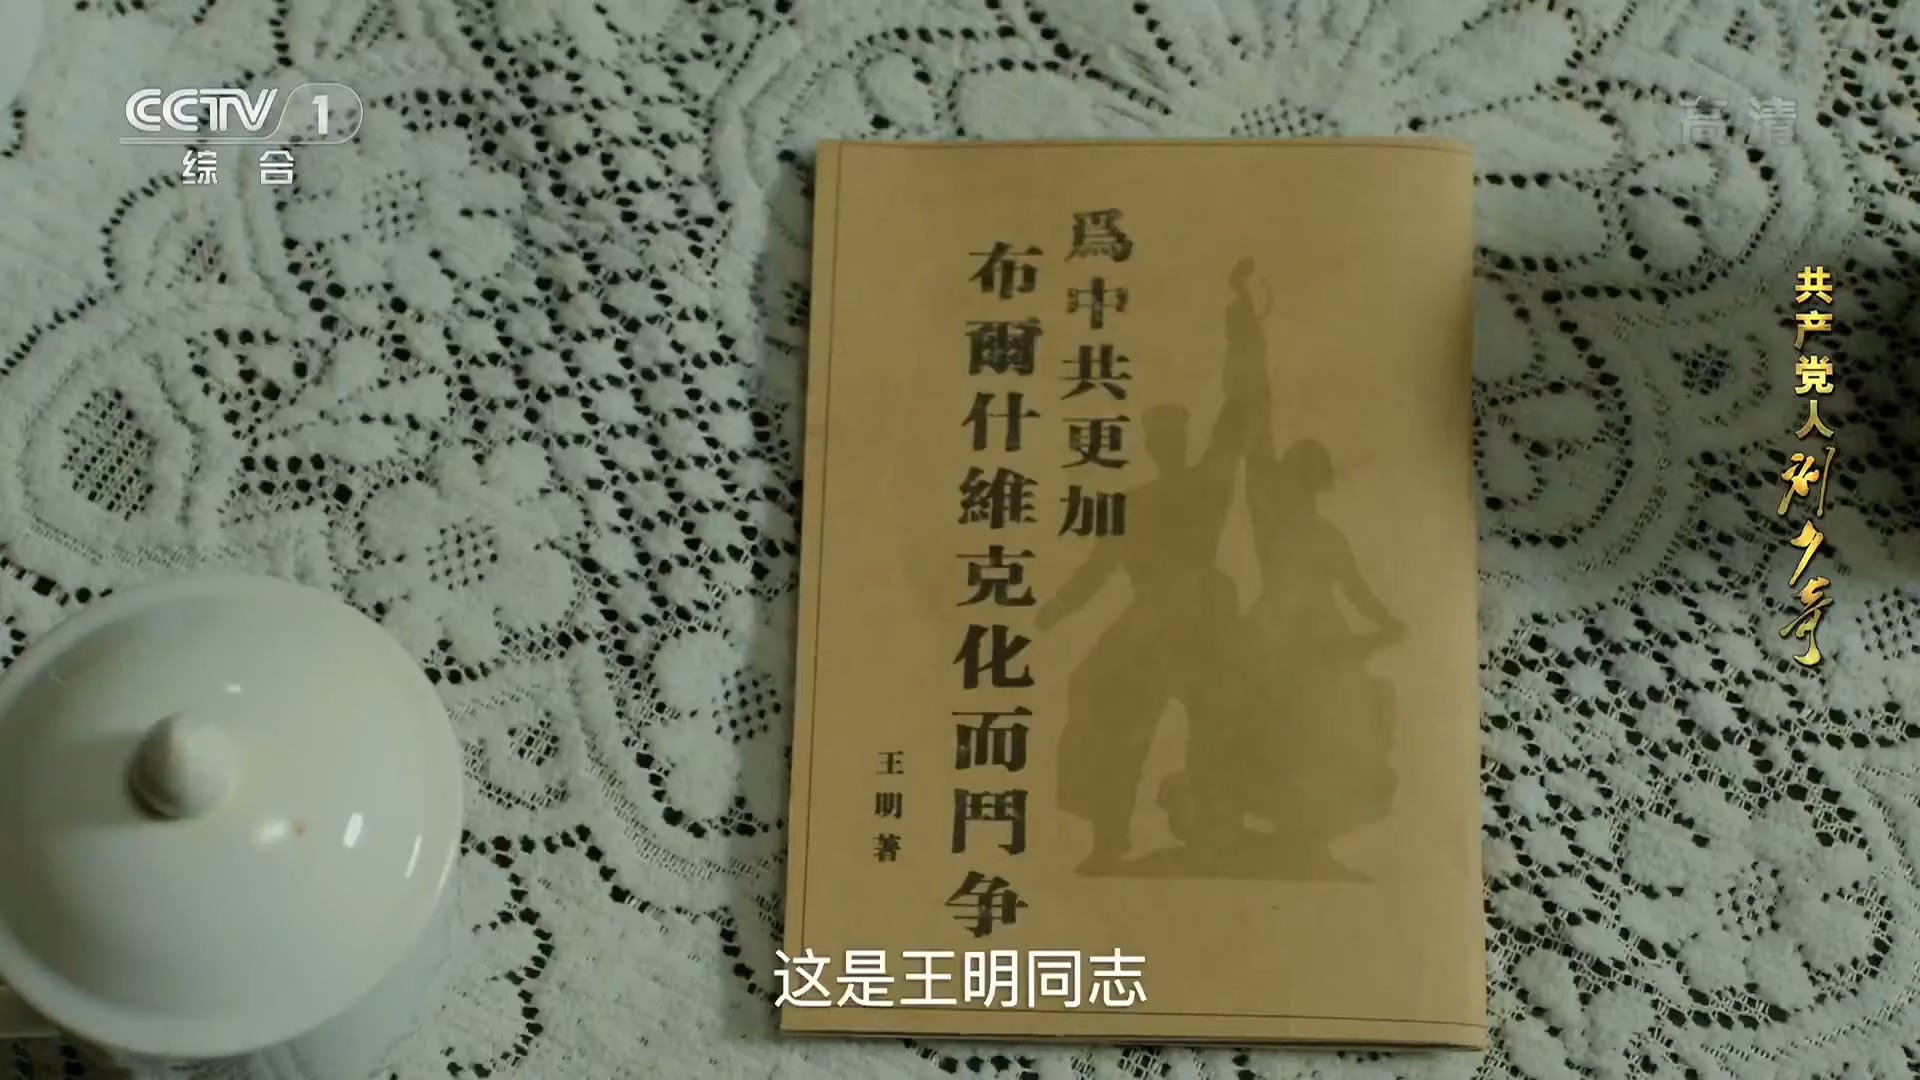 CCTV 1
综合
高清
共产党人刘少奇
爲中共更加
布爾什維克化而鬥争
王明著
这是王明同志